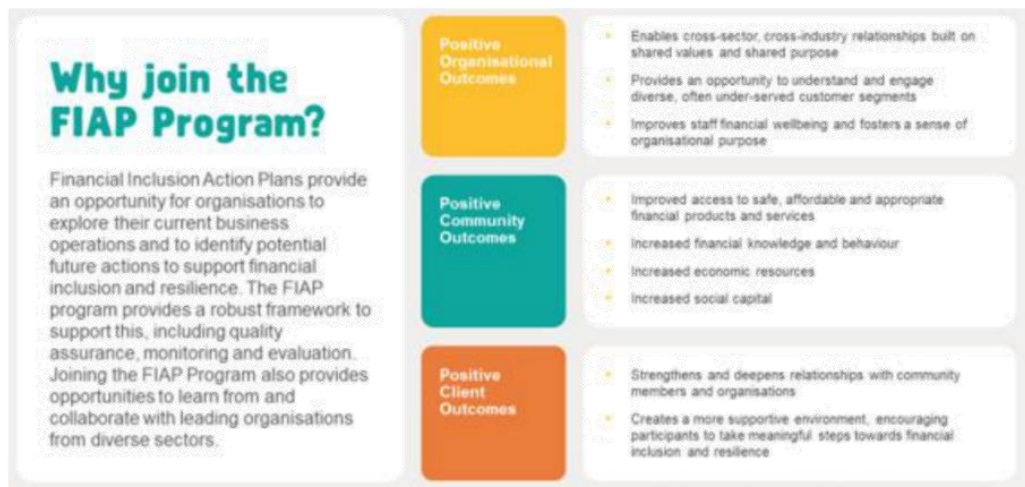 Why join the
FIAP Program?
Financial Inclusion Action Plans provide
an opportunity for organisations to
explore their current business
operations and to identify potential
future actions to support financial
inclusion and resilience. The FIAP
program provides a robust framework to
support this, including quality
assurance, monitoring and evaluation.
Joining the FIAP Program also provides
opportunities to learn from and
collaborate with leading organisations
from diverse sectors.
Positive
Organisational
Outcomes
Enables cross-sector, cross-industry relationships built on
shared values and shared purpose
Provides an opportunity to understand and engage
diverse, often under-served customer segments
Improves staff financial wellbeing and fosters a sense of
organisational purpose
Positive
Community
Outcomes
Improved access to safe, affordable and appropriate
financial products and services
Increased financial knowledge and behaviour
Increased economic resources
Increased social capital
Positive
Client
Outcomes
Strengthens and deepens relationships with community
members and organisations
Creates a more supportive environment, encouraging
participants to take meaningful steps towards financial
inclusion and resilience